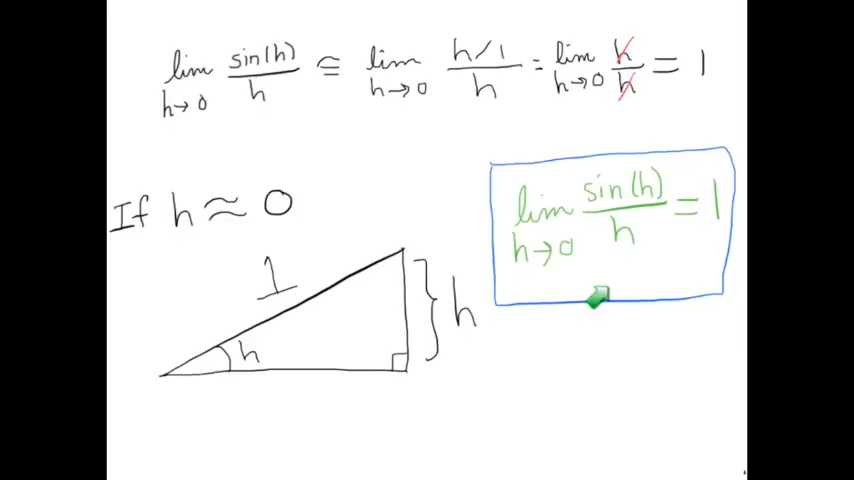 lim h→0 sin(h)/h ≅ lim h→0 h/1/h = lim h→0 h/h = 1
If h ≈ 0
lim h→0 sin(h)/h = 1
1
h
h